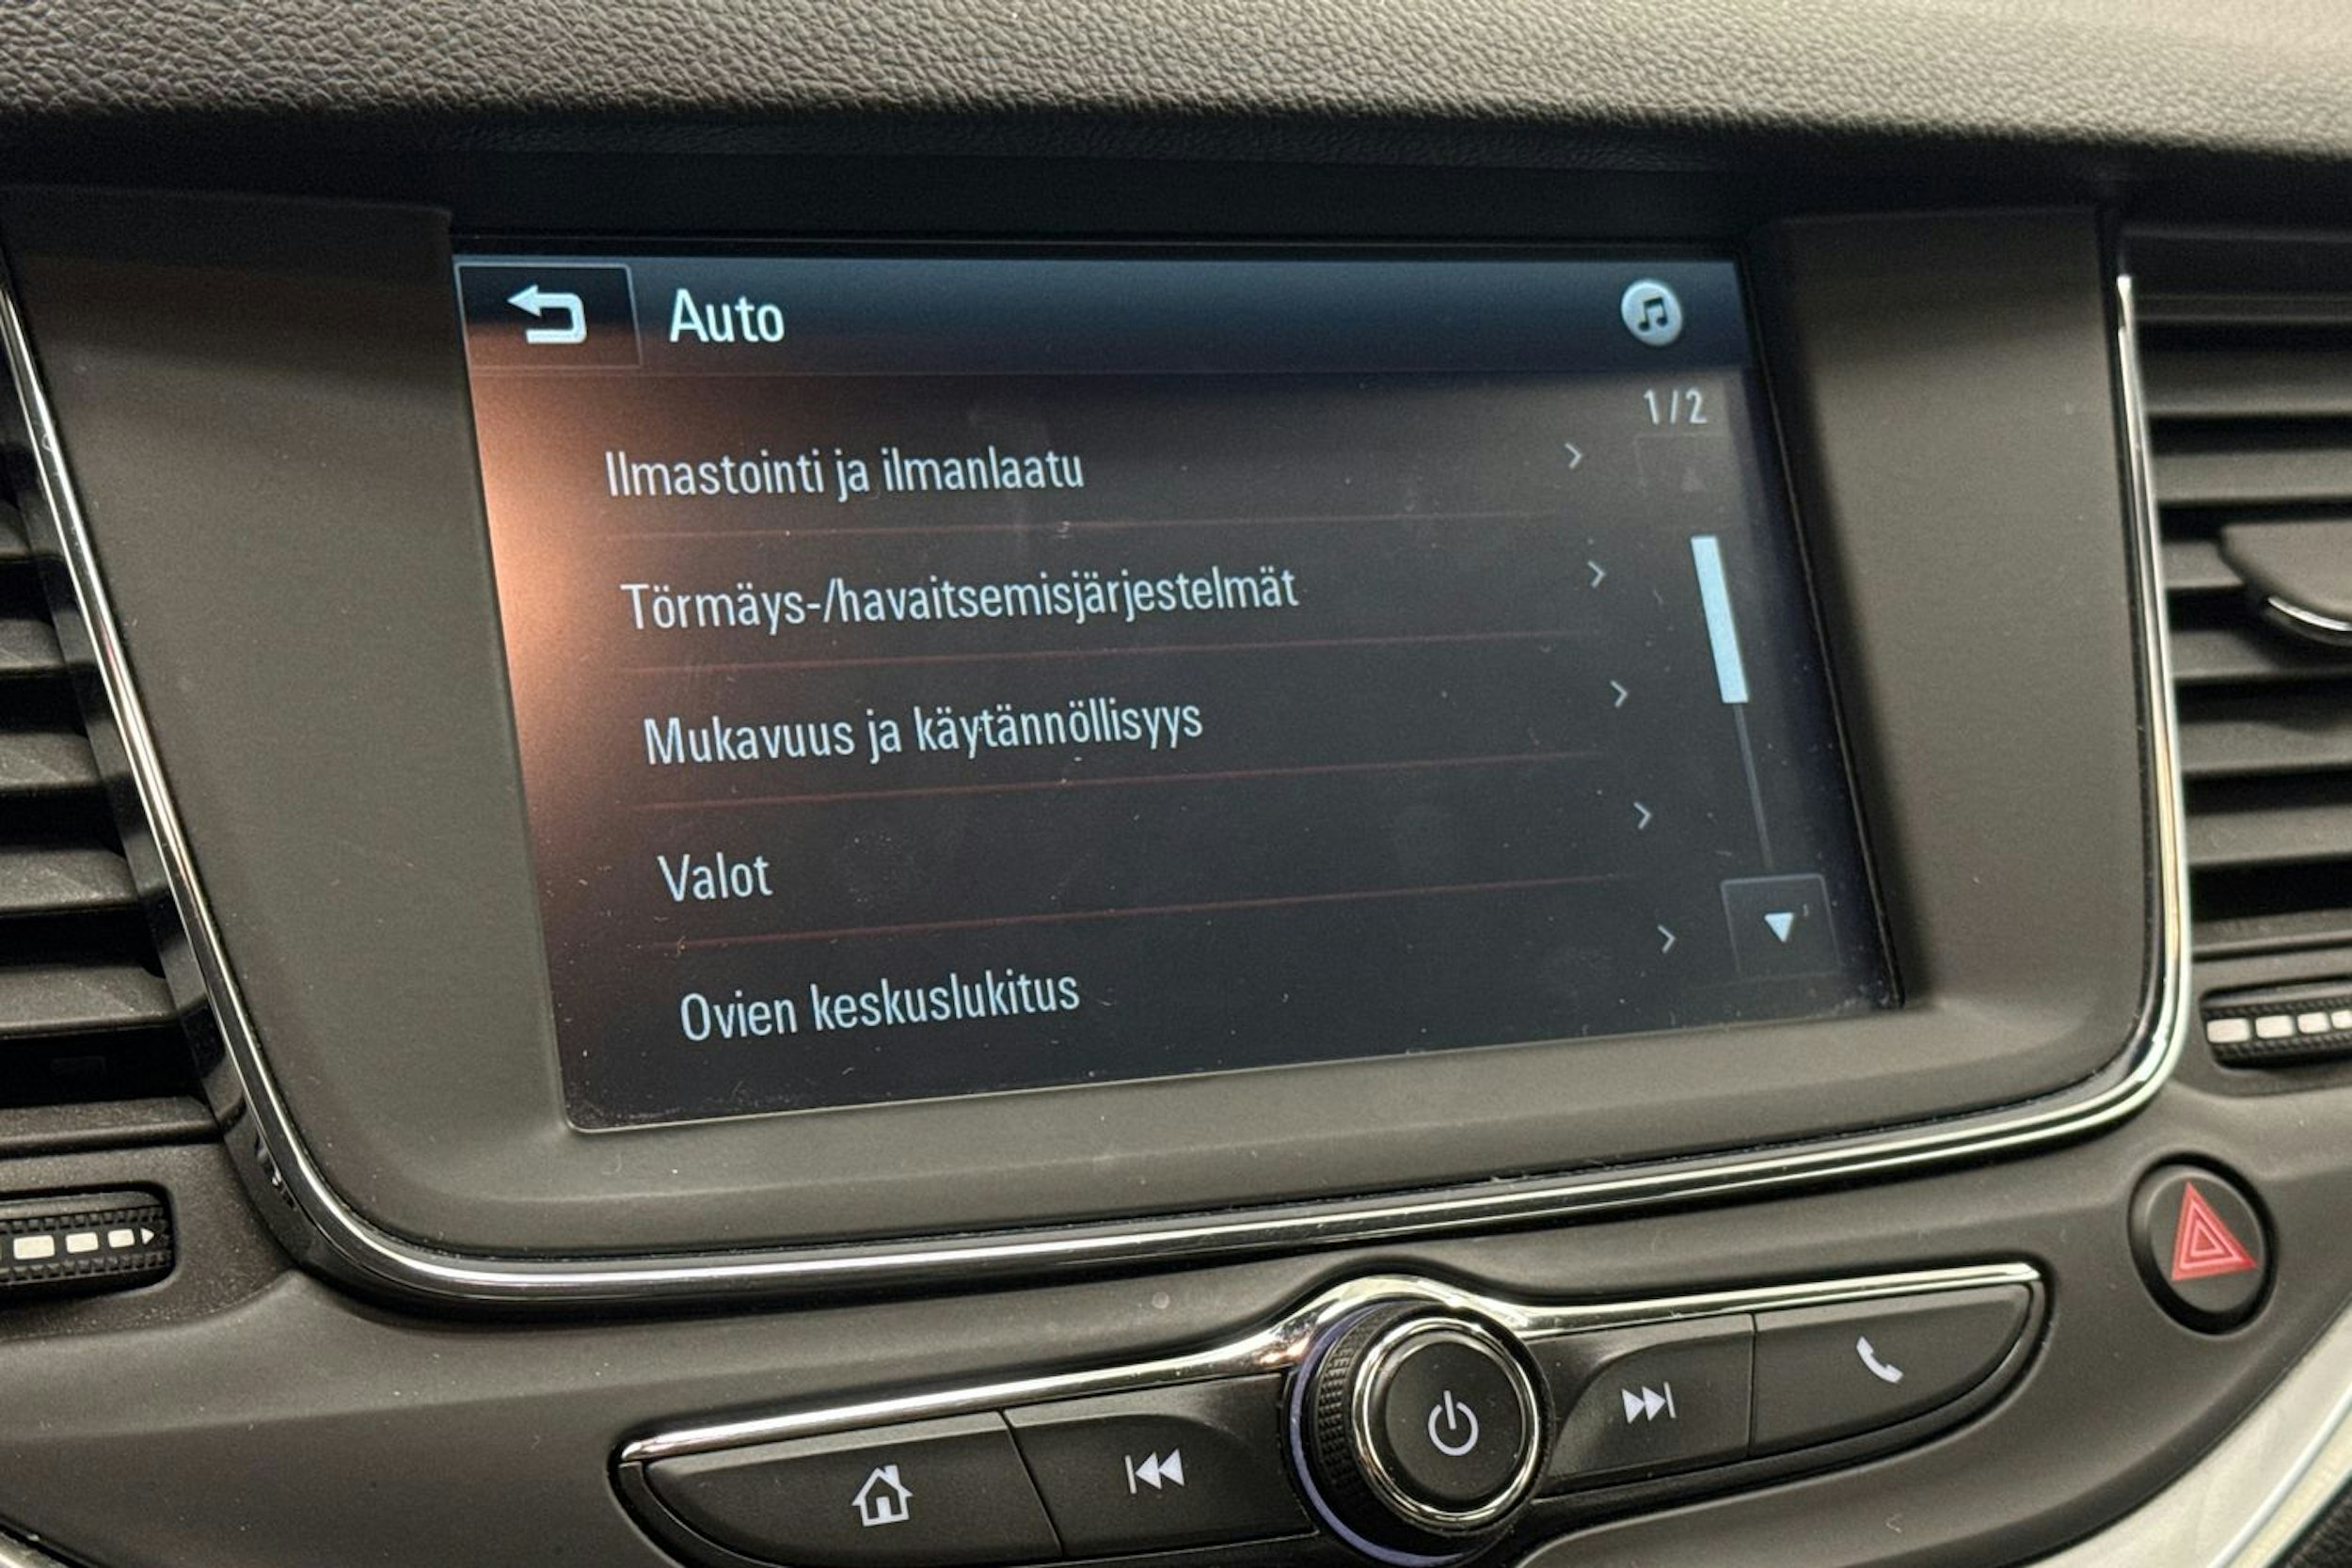 Auto
1/2
Ilmastointi ja ilmanlaatu
Törmäys-/havaitsemisjärjestelmät
Mukavuus ja käytännöllisyys
Valot
Ovien keskuslukitus